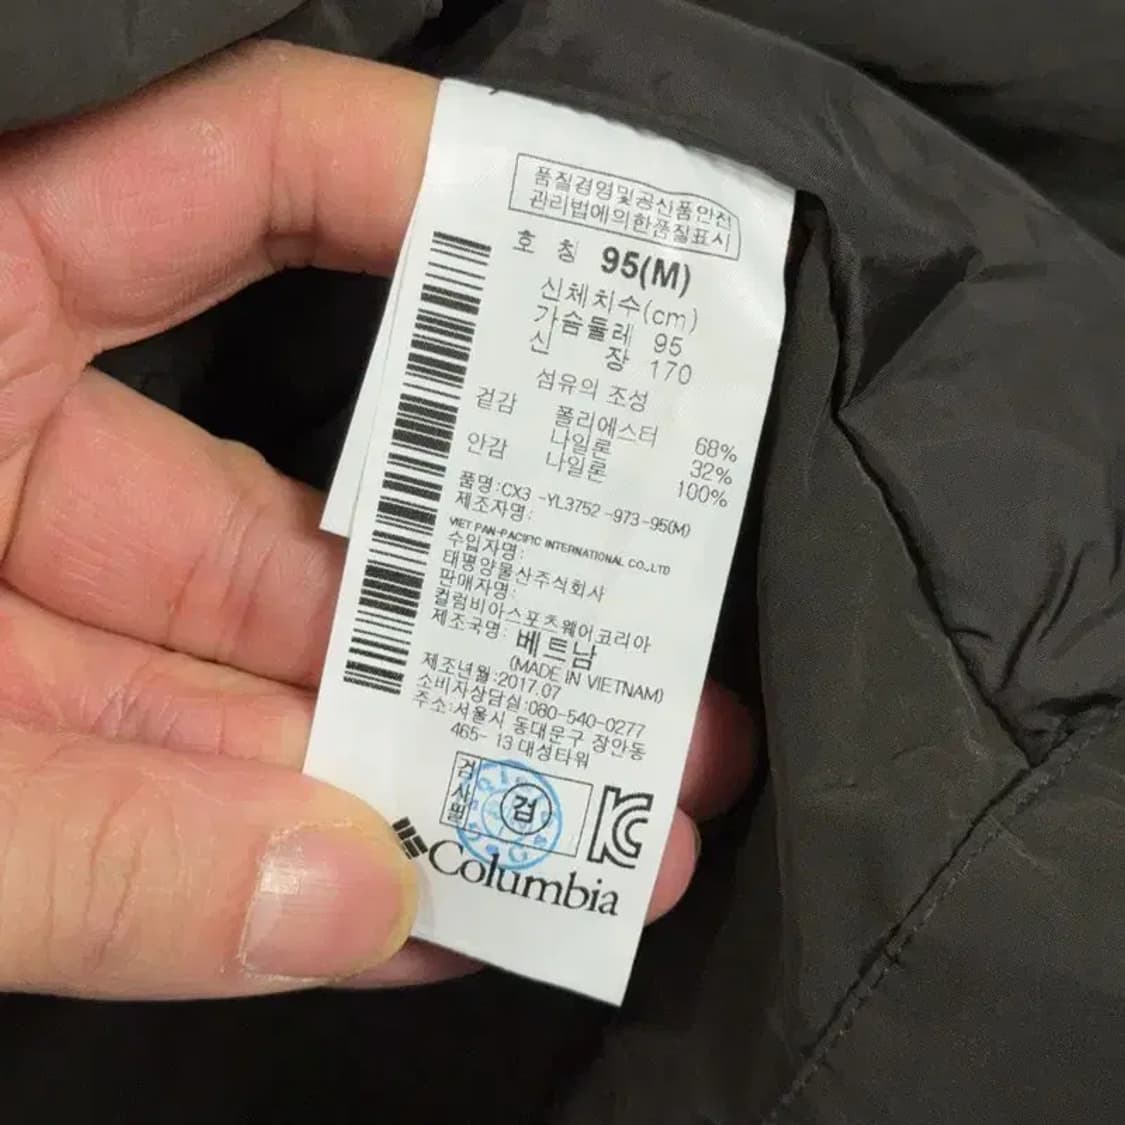 품질경영및공산품안전
관리법에의한품질표시
호 칭 95(M)
신체치수(cm)
가슴둘레 95
신 장 170
섬유의 조성
겉감 폴리에스터 68%
나일론 32%
안감 나일론 100%
품명:CX3 -YL3752-973-95(M)
제조자명:
VIET PAN-PACIFIC INTERNATIONAL CO.,LTD
수입자명:
태평양물산주식회사
판매자명:
컬럼비아스포츠웨어코리아
제조국명: 베트남
(MADE IN VIETNAM)
제조년월:2017.07
소비자상담실:080-540-0277
주소:서울시 동대문구 장안동
465-13 대성타워
검사필 검
Columbia